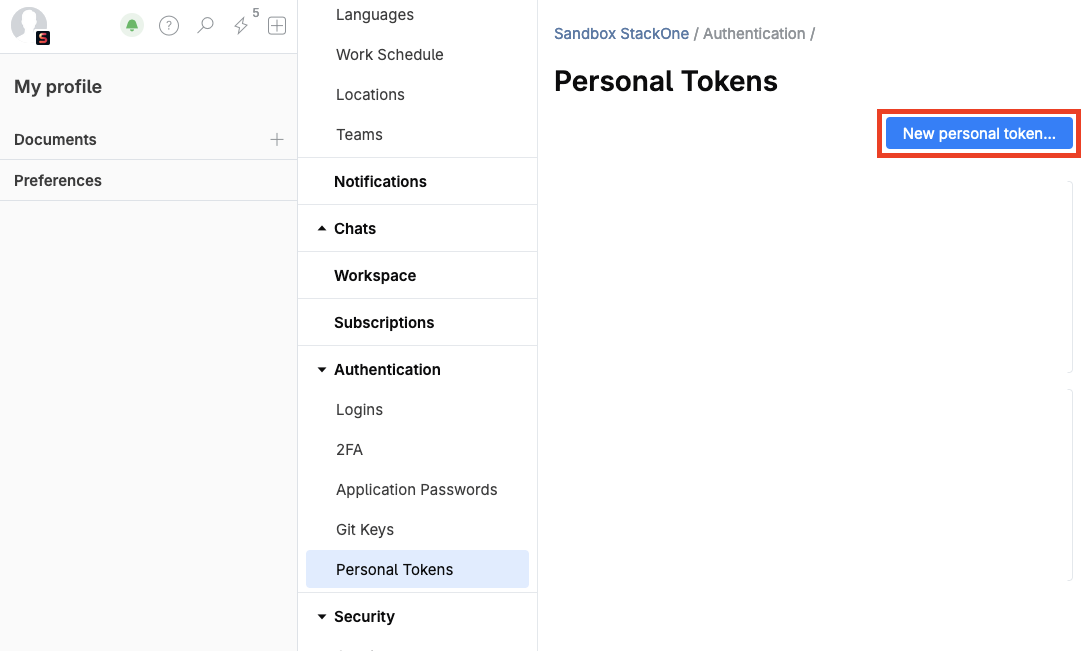 S
?
5
My profile
Documents
Preferences
Languages
Work Schedule
Locations
Teams
Notifications
Chats
Workspace
Subscriptions
Authentication
Logins
2FA
Application Passwords
Git Keys
Personal Tokens
Security
Sandbox StackOne / Authentication /
Personal Tokens
New personal token...